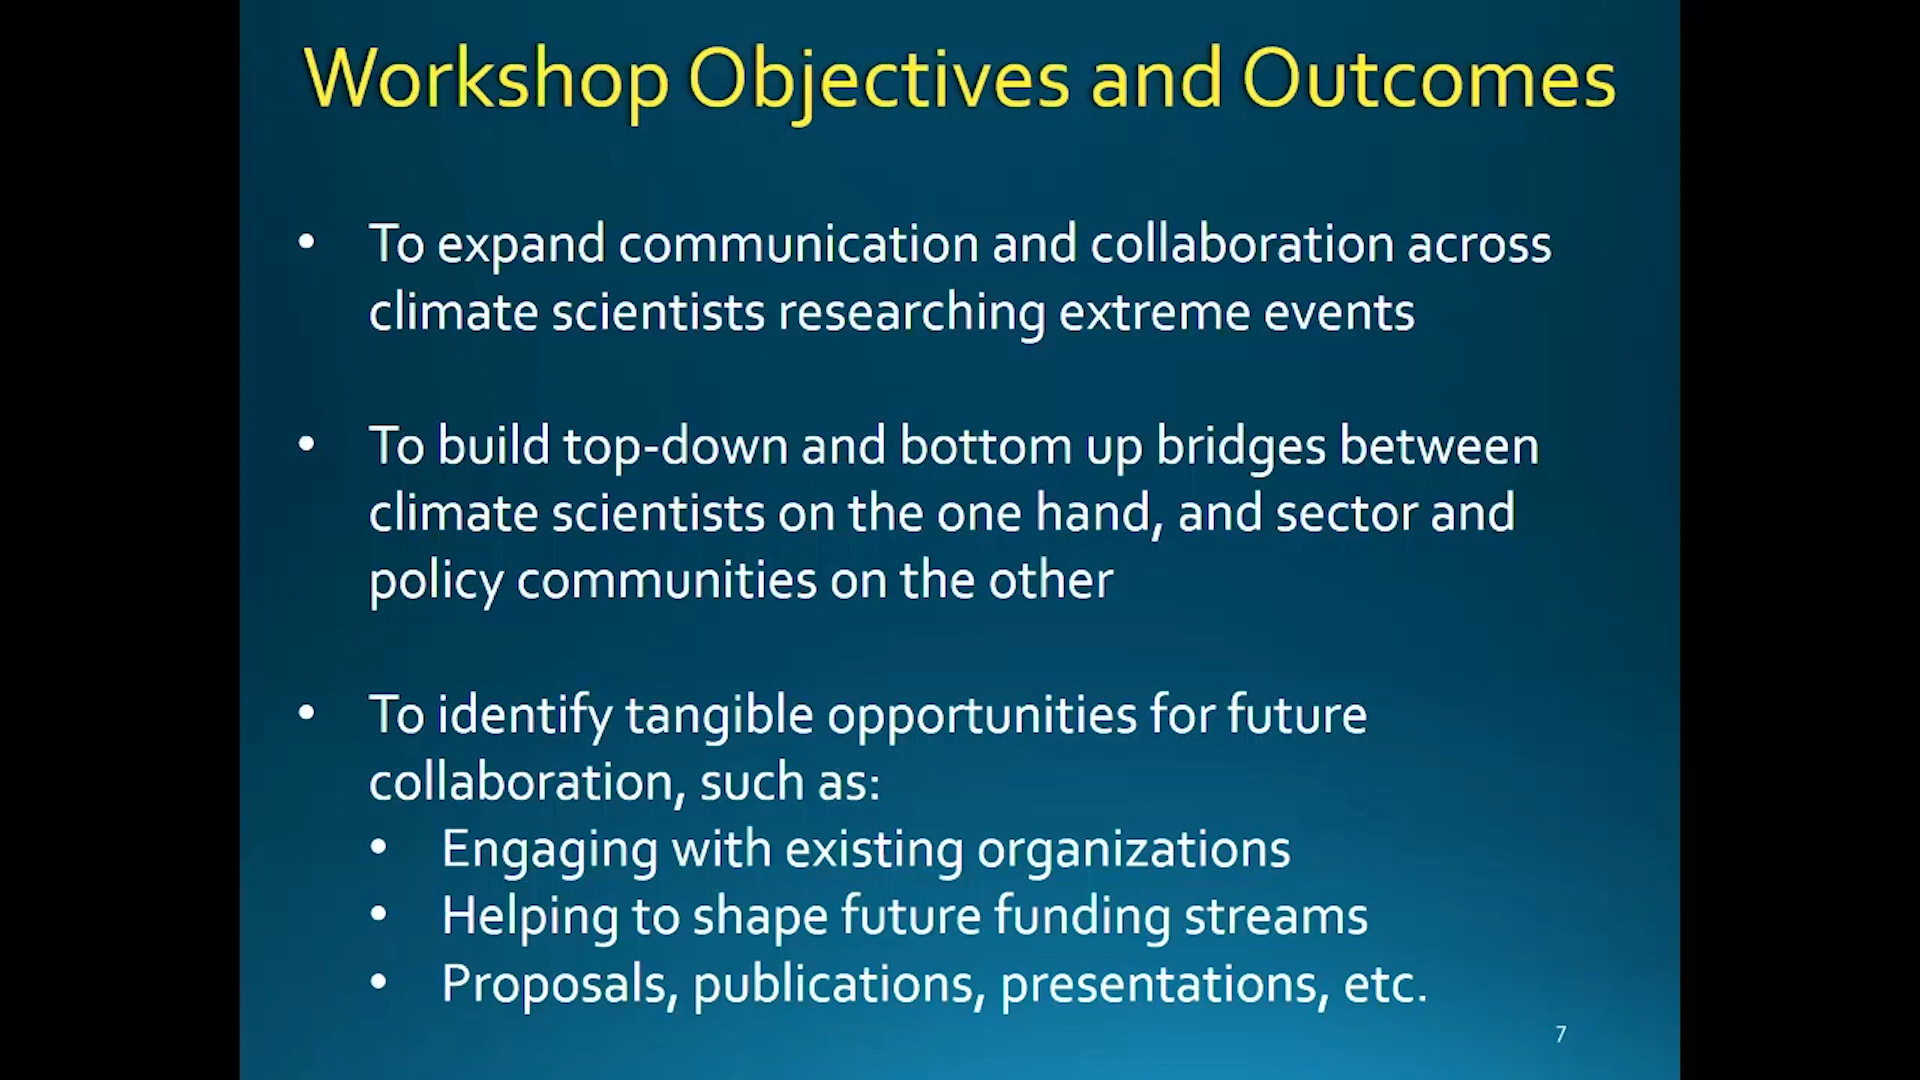 Workshop Objectives and Outcomes
• To expand communication and collaboration across
climate scientists researching extreme events
• To build top-down and bottom up bridges between
climate scientists on the one hand, and sector and
policy communities on the other
• To identify tangible opportunities for future
collaboration, such as:
• Engaging with existing organizations
• Helping to shape future funding streams
• Proposals, publications, presentations, etc.
7